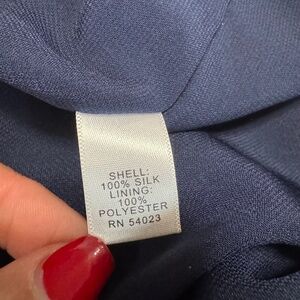 SHELL:
100% SILK
LINING:
100%
POLYESTER
RN 54023